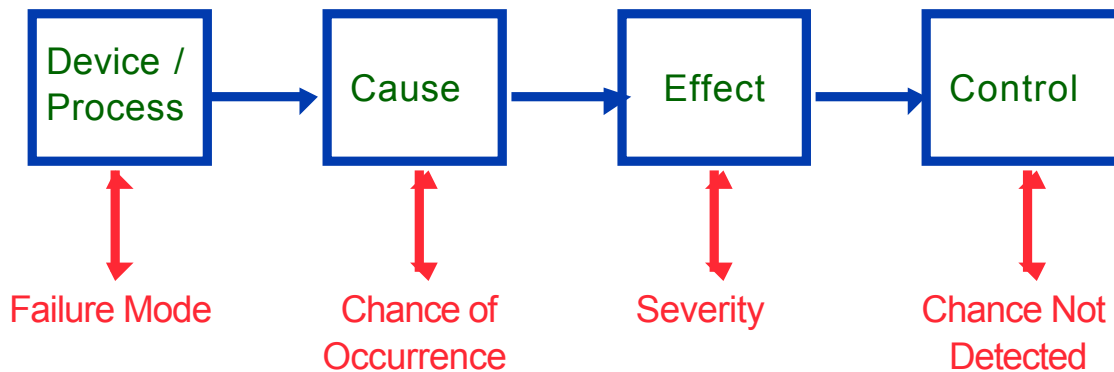 Device /
Process
Cause
Effect
Control
Failure Mode
Chance of
Occurrence
Severity
Chance Not
Detected